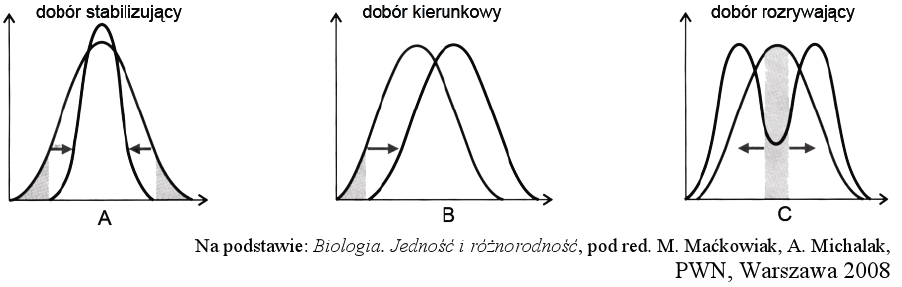 dobór stabilizujący
dobór kierunkowy
dobór rozrywający
A
B
C
Na podstawie: Biologia. Jedność i różnorodność, pod red. M. Maćkowiak, A. Michalak,
PWN, Warszawa 2008